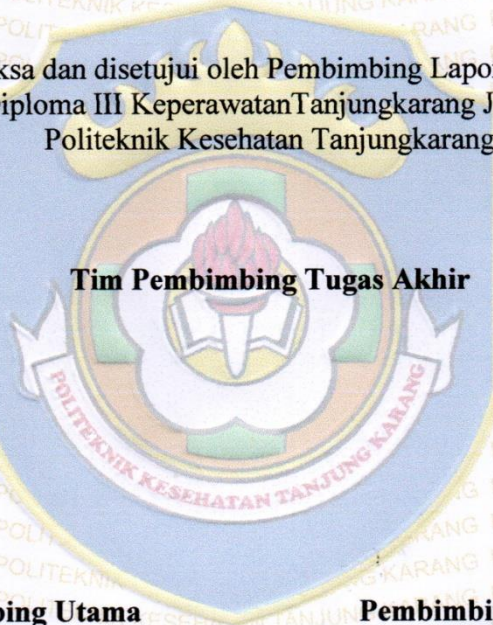 ksa dan disetujui oleh Pembimbing Lapor
iploma III KeperawatanTanjungkarang J
Politeknik Kesehatan Tanjungkarang
Tim Pembimbing Tugas Akhir
POLITEKNIK KESEHATAN TANJUNG KARANG
bing Utama Pembimbi